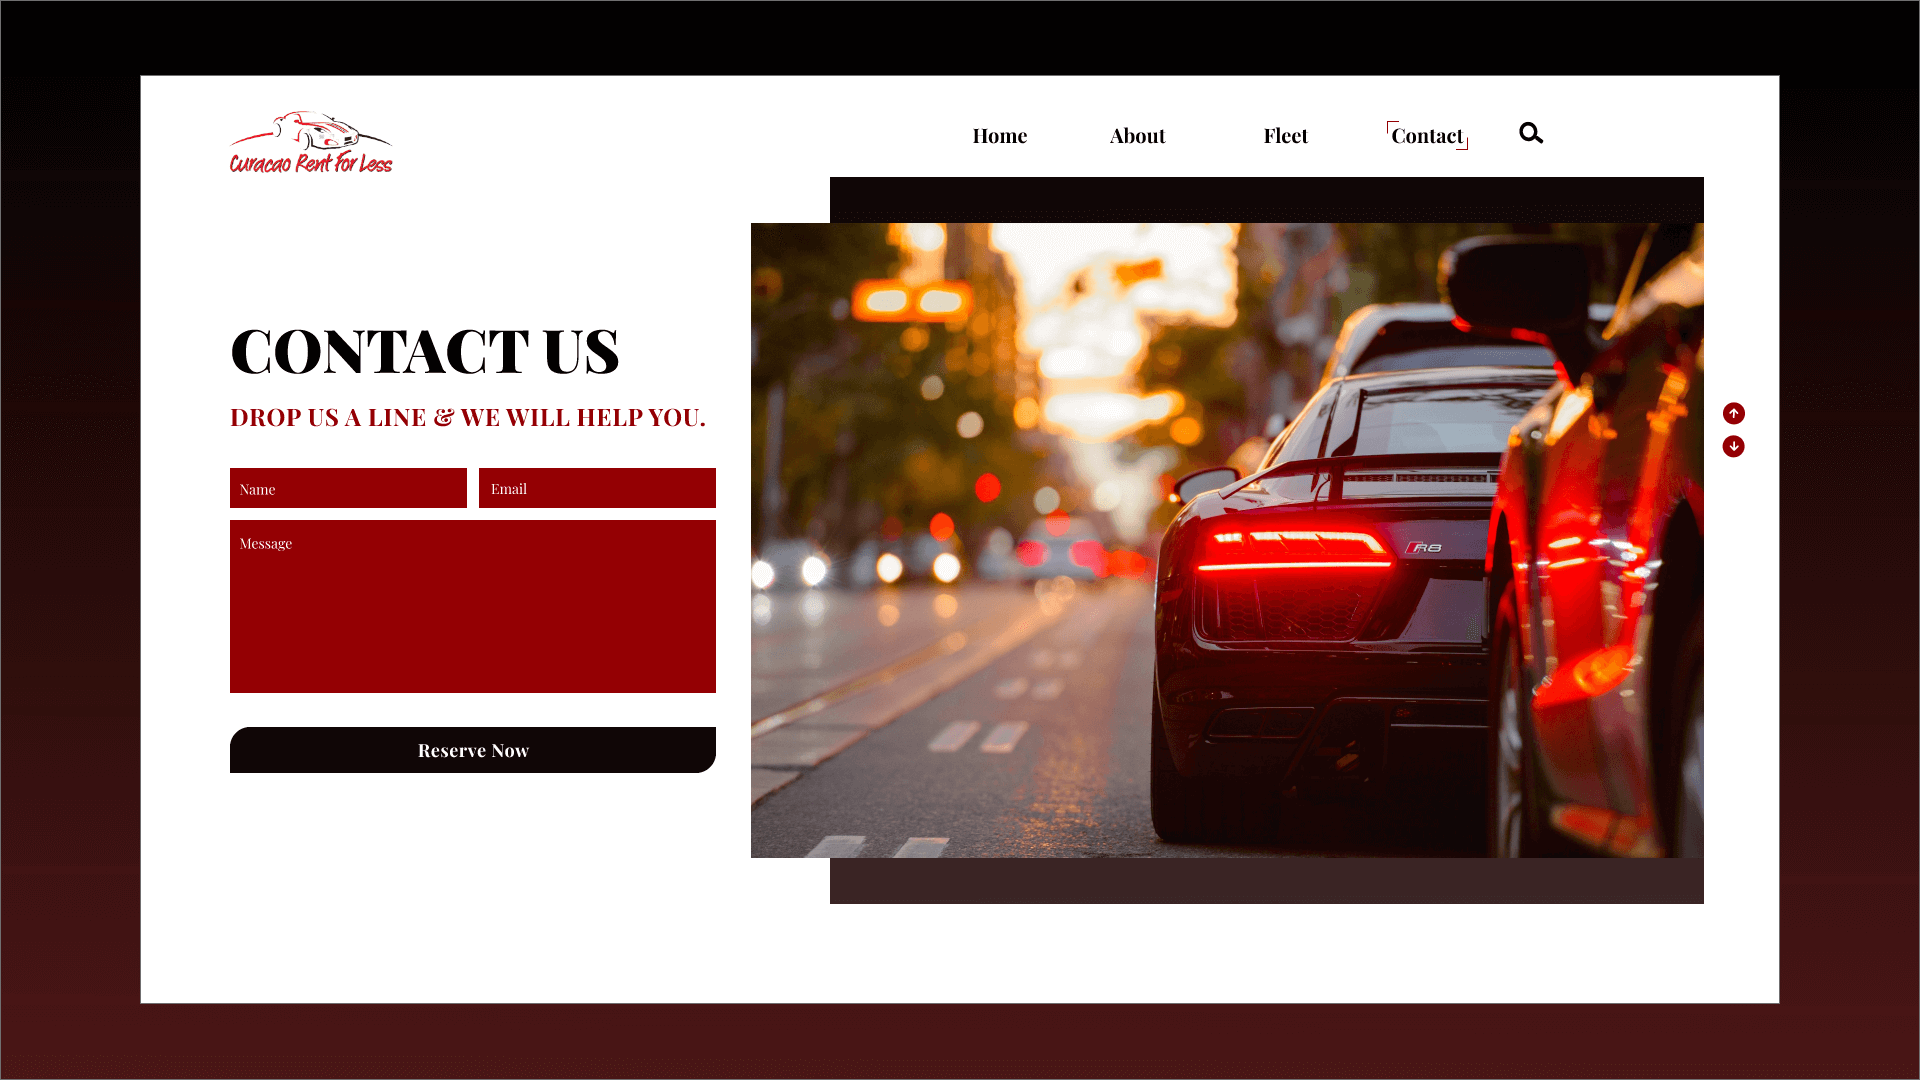 Curacao Rent For Less
Home
About
Fleet
Contact
CONTACT US
DROP US A LINE & WE WILL HELP YOU.
Name
Email
Message
Reserve Now
R8